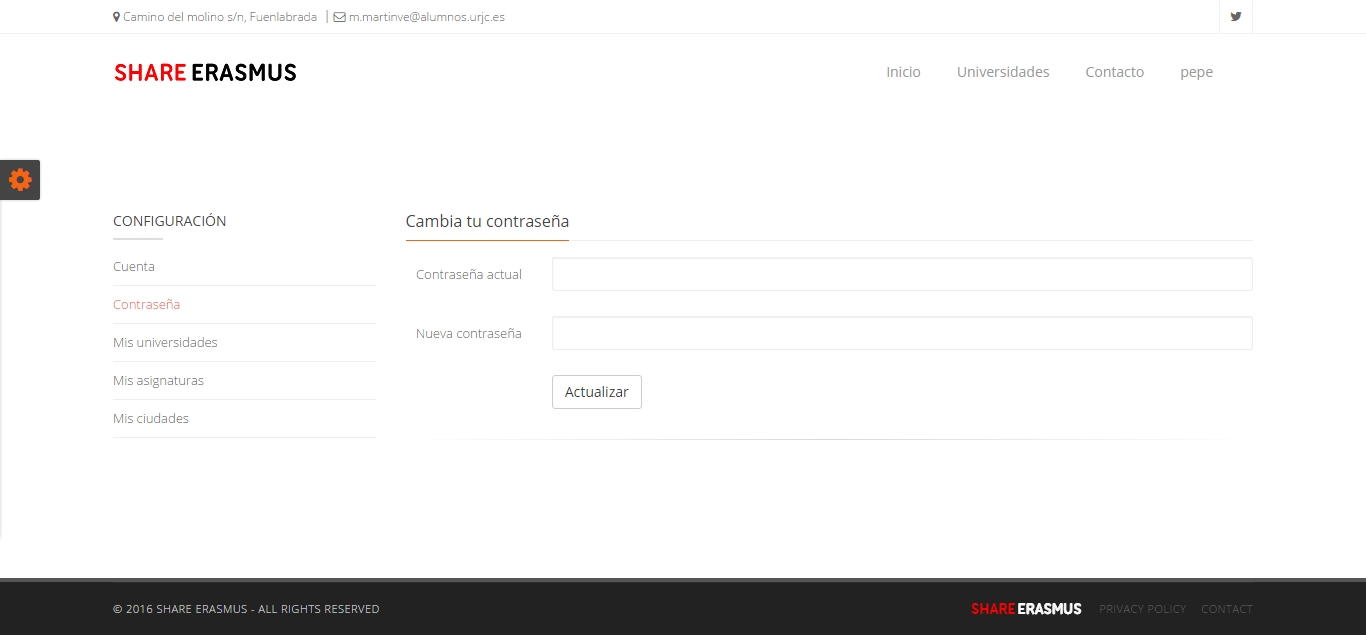 Camino del molino s/n, Fuenlabrada | m.martinve@alumnos.urjc.es
SHARE ERASMUS
Inicio Universidades Contacto pepe
CONFIGURACIÓN
Cuenta
Contraseña
Mis universidades
Mis asignaturas
Mis ciudades
Cambia tu contraseña
Contraseña actual
Nueva contraseña
Actualizar
© 2016 SHARE ERASMUS - ALL RIGHTS RESERVED
SHARE ERASMUS PRIVACY POLICY CONTACT